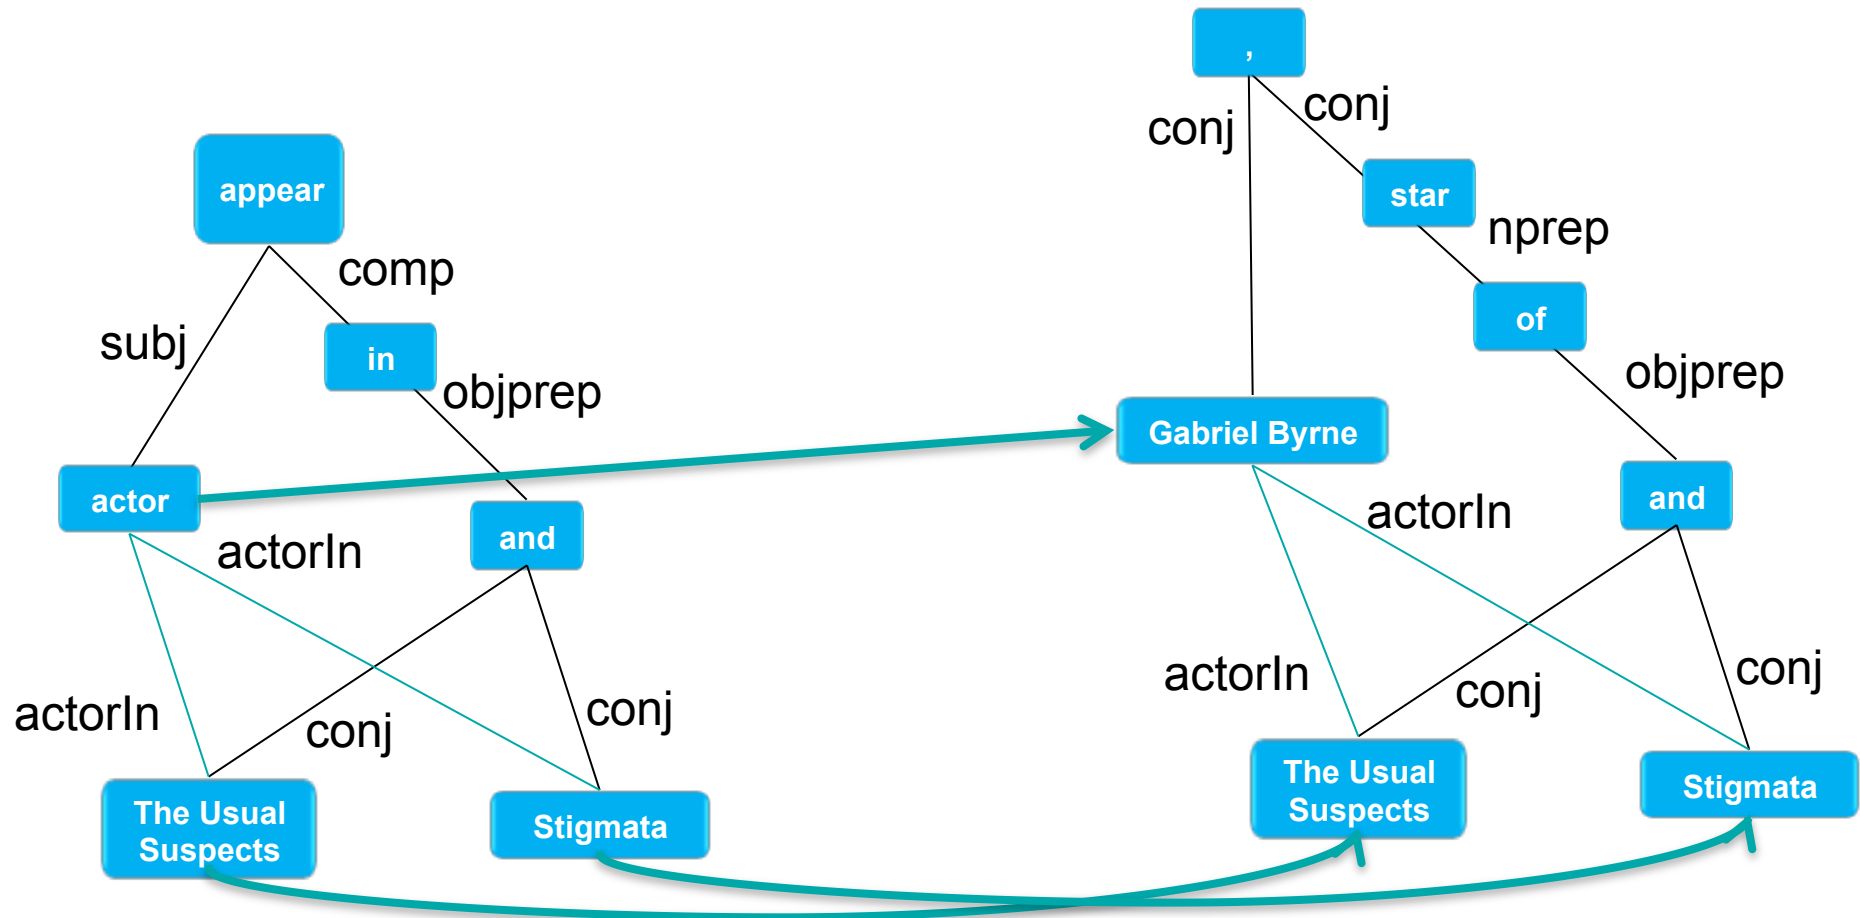 ,
conj
conj
appear
star
nprep
comp
of
subj
in
objprep
objprep
Gabriel Byrne
actor
and
actorIn
and
actorIn
actorIn
conj
conj
actorIn
conj
conj
The Usual
Suspects
Stigmata
The Usual
Suspects
Stigmata